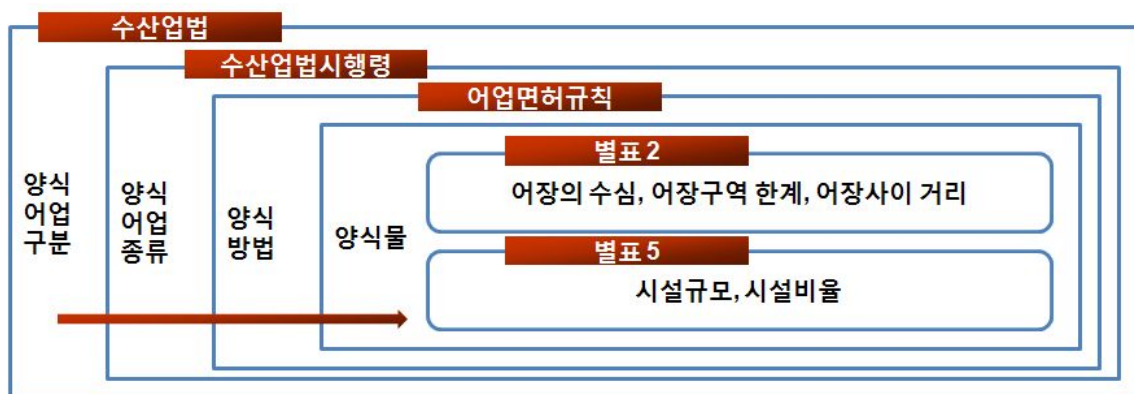 수산업법
수산업법시행령
어업면허규칙
양식
어업
구분
양식
어업
종류
양식
방법
양식물
별표 2
어장의 수심, 어장구역 한계, 어장사이 거리
별표 5
시설규모, 시설비율